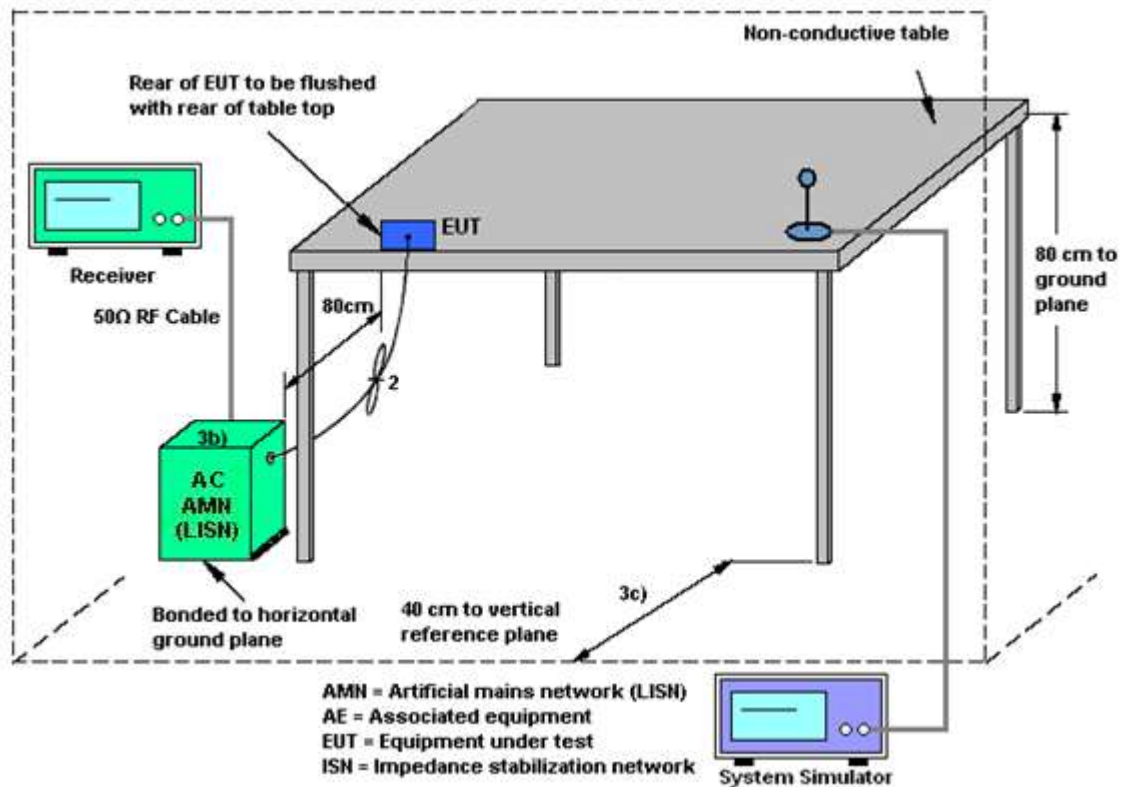 Non-conductive table
Rear of EUT to be flushed
with rear of table top
EUT
Receiver
80 cm to
ground
plane
80cm
50Ω RF Cable
2
3b)
AC
AMN
(LISN)
3c)
Bonded to horizontal
ground plane
40 cm to vertical
reference plane
AMN = Artificial mains network (LISN)
AE = Associated equipment
EUT = Equipment under test
ISN = Impedance stabilization network
System Simulator